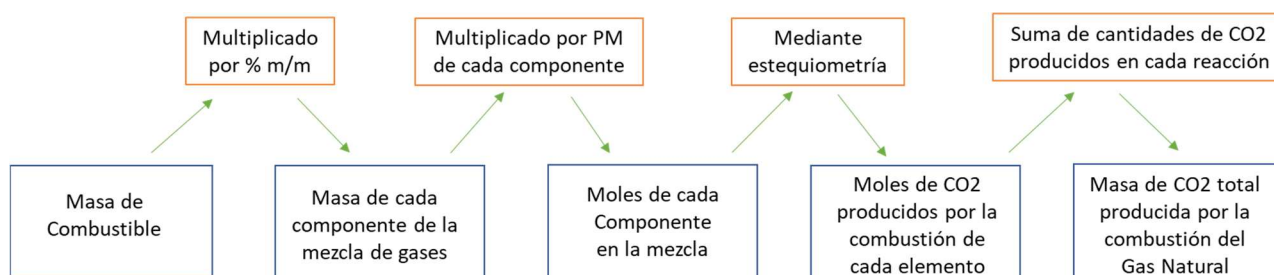 Multiplicado
por % m/m
Multiplicado por PM
de cada componente
Mediante
estequiometría
Suma de cantidades de CO2
producidos en cada reacción
Masa de
Combustible
Masa de cada
componente de la
mezcla de gases
Moles de cada
Componente
en la mezcla
Moles de CO2
producidos por la
combustión de
cada elemento
Masa de CO2 total
producida por la
combustión del
Gas Natural